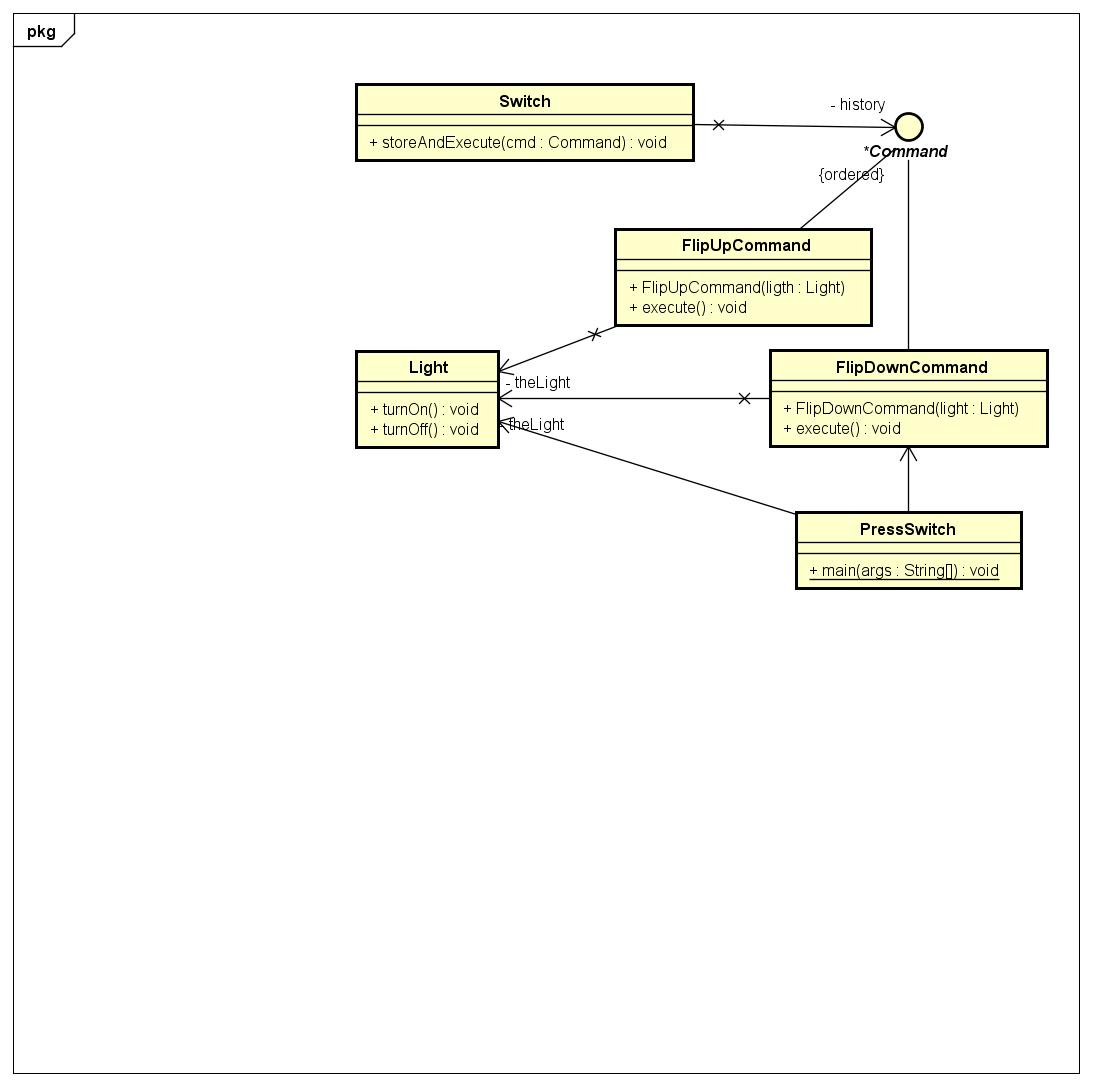 pkg
Switch
+ storeAndExecute(cmd : Command) : void
- history
*Command
{ordered}
FlipUpCommand
+ FlipUpCommand(ligth : Light)
+ execute() : void
Light
+ turnOn() : void
+ turnOff() : void
- theLight
- theLight
FlipDownCommand
+ FlipDownCommand(light : Light)
+ execute() : void
PressSwitch
+ main(args : String[]) : void